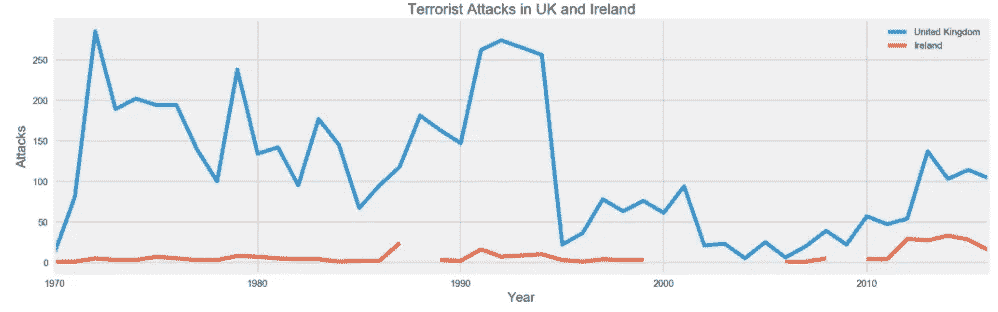 Terrorist Attacks in UK and Ireland
United Kingdom
Ireland
Attacks
250
200
150
100
50
0
1970
1980
1990
2000
2010
Year